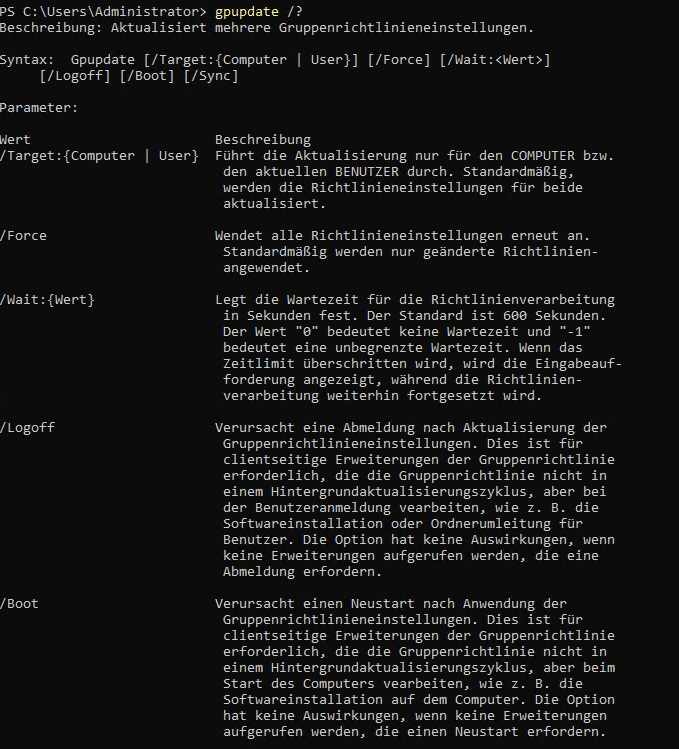 PS C:\Users\Administrator> gpupdate /?
Beschreibung: Aktualisiert mehrere Gruppenrichtlinieneinstellungen.
Syntax:  Gpupdate [/Target:{Computer | User}] [/Force] [/Wait:<Wert>]
     [/Logoff] [/Boot] [/Sync]
Parameter:
Wert                       Beschreibung
/Target:{Computer | User}  Führt die Aktualisierung nur für den COMPUTER bzw.
                            den aktuellen BENUTZER durch. Standardmäßig,
                            werden die Richtlinieneinstellungen für beide
                            aktualisiert.
/Force                     Wendet alle Richtlinieneinstellungen erneut an.
                            Standardmäßig werden nur geänderte Richtlinien-
                            angewendet.
/Wait:{Wert}               Legt die Wartezeit für die Richtlinienverarbeitung
                            in Sekunden fest. Der Standard ist 600 Sekunden.
                            Der Wert "0" bedeutet keine Wartezeit und "-1"
                            bedeutet eine unbegrenzte Wartezeit. Wenn das
                            Zeitlimit überschritten wird, wird die Eingabeauf-
                            forderung angezeigt, während die Richtlinien-
                            verarbeitung weiterhin fortgesetzt wird.
/Logoff                    Verursacht eine Abmeldung nach Aktualisierung der
                            Gruppenrichtlinieneinstellungen. Dies ist für
                            clientseitige Erweiterungen der Gruppenrichtlinie
                            erforderlich, die die Gruppenrichtlinie nicht in
                            einem Hintergrundaktualisierungszyklus, aber bei
                            der Benutzeranmeldung vearbeiten, wie z. B. die
                            Softwareinstallation oder Ordnerumleitung für
                            Benutzer. Die Option hat keine Auswirkungen, wenn
                            keine Erweiterungen aufgerufen werden, die eine
                            Abmeldung erfordern.
/Boot                      Verursacht einen Neustart nach Anwendung der
                            Gruppenrichtlinieneinstellungen. Dies ist für
                            clientseitige Erweiterungen der Gruppenrichtlinie
                            erforderlich, die die Gruppenrichtlinie nicht in
                            einem Hintergrundaktualisierungszyklus, aber beim
                            Start des Computers vearbeiten, wie z. B. die
                            Softwareinstallation auf dem Computer. Die Option
                            hat keine Auswirkungen, wenn keine Erweiterungen
                            aufgerufen werden, die einen Neustart erfordern.